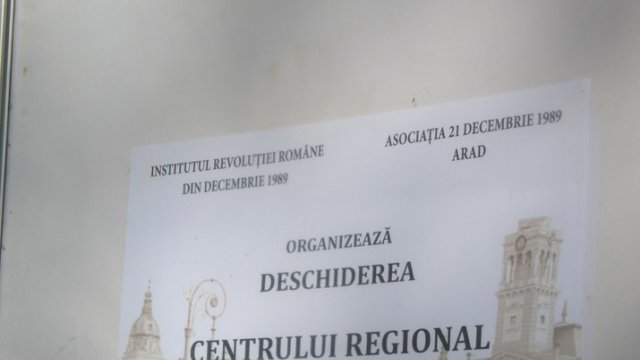 INSTITUTUL REVOLUȚIEI ROMÂNE
DIN DECEMBRIE 1989
ASOCIAȚIA 21 DECEMBRIE 1989
ARAD
ORGANIZEAZĂ
DESCHIDEREA
CENTRULUI REGIONAL